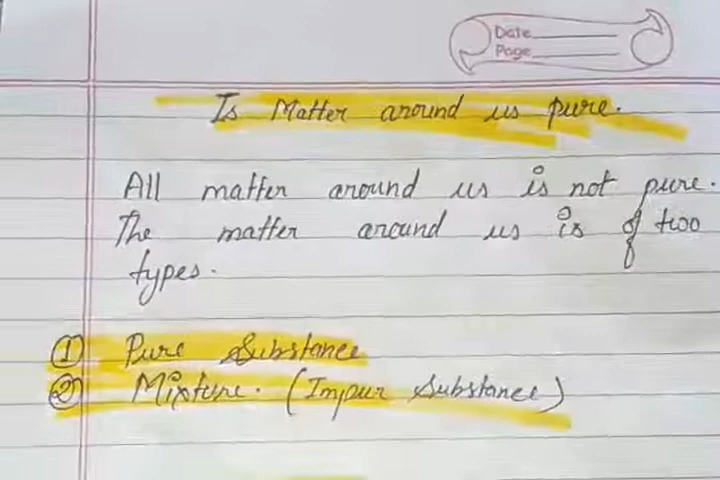 Date
Page
Is Matter around us pure.
All matter around us is not pure.
The matter around us is of two
types.
① Pure Substance
② Mixture. (Impur Substance)